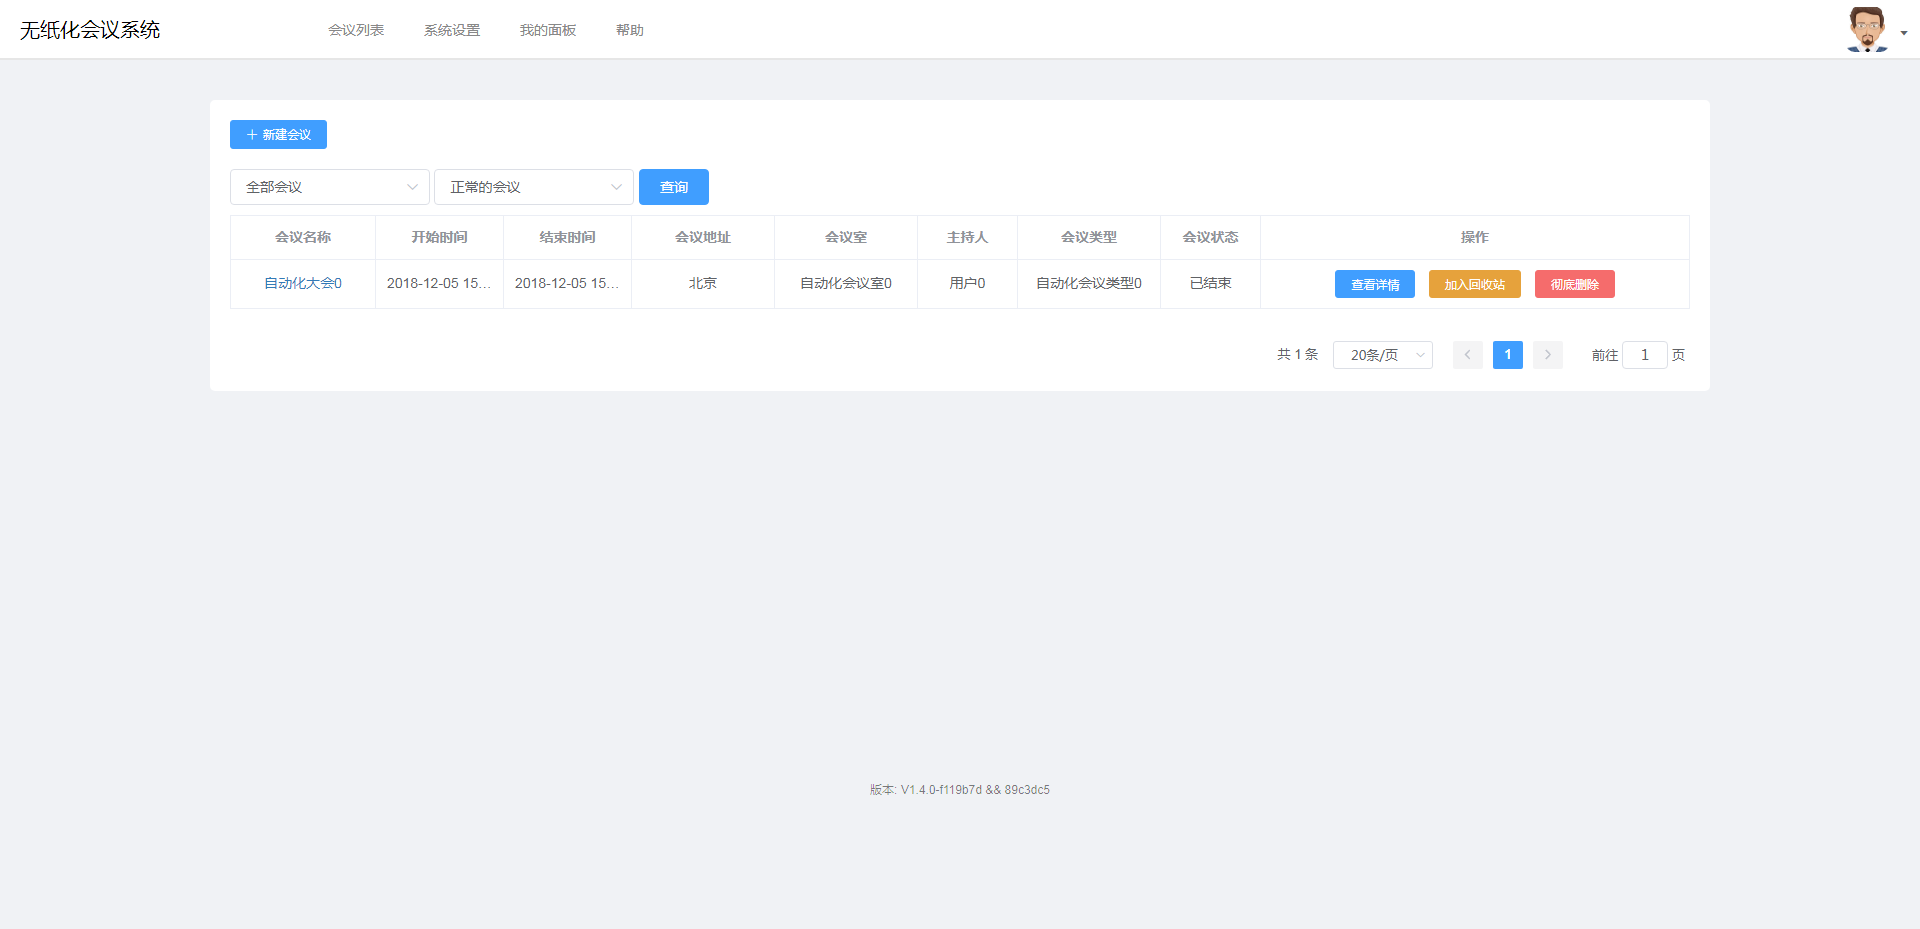 无纸化会议系统 会议列表 系统设置 我的面板 帮助
新建会议
全部会议 正常的会议 查询
会议名称 开始时间 结束时间 会议地址 会议室 主持人 会议类型 会议状态 操作
自动化大会0 2018-12-05 15... 2018-12-05 15... 北京 自动化会议室0 用户0 自动化会议类型0 已结束 查看详情 加入回收站 彻底删除
共 1 条 20条/页 1 前往 1 页
版本: V1.4.0-f119b7d && 89c3dc5